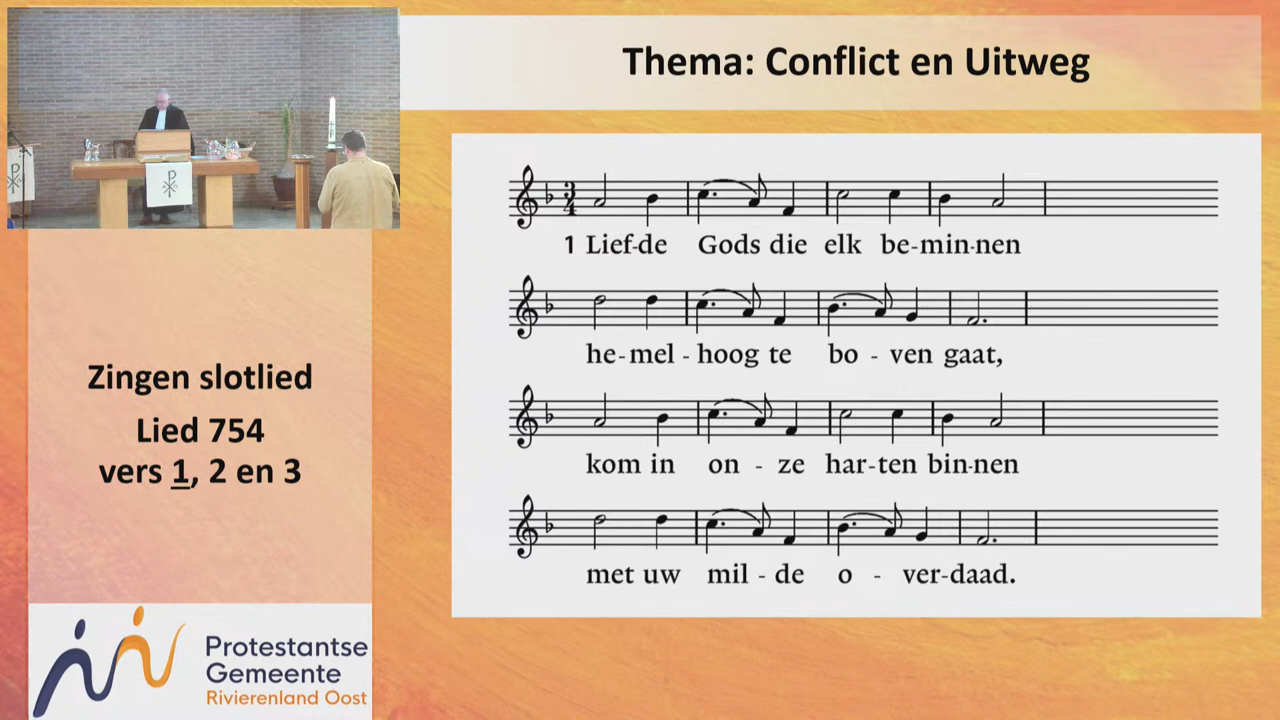 Thema: Conflict en Uitweg
1 Lief-de Gods die elk be-min-nen
he-mel-hoog te bo - ven gaat,
kom in on - ze har-ten bin-nen
met uw mil - de o - ver-daad.
Zingen slotlied
Lied 754
vers 1, 2 en 3
Protestantse
Gemeente
Rivierenland Oost